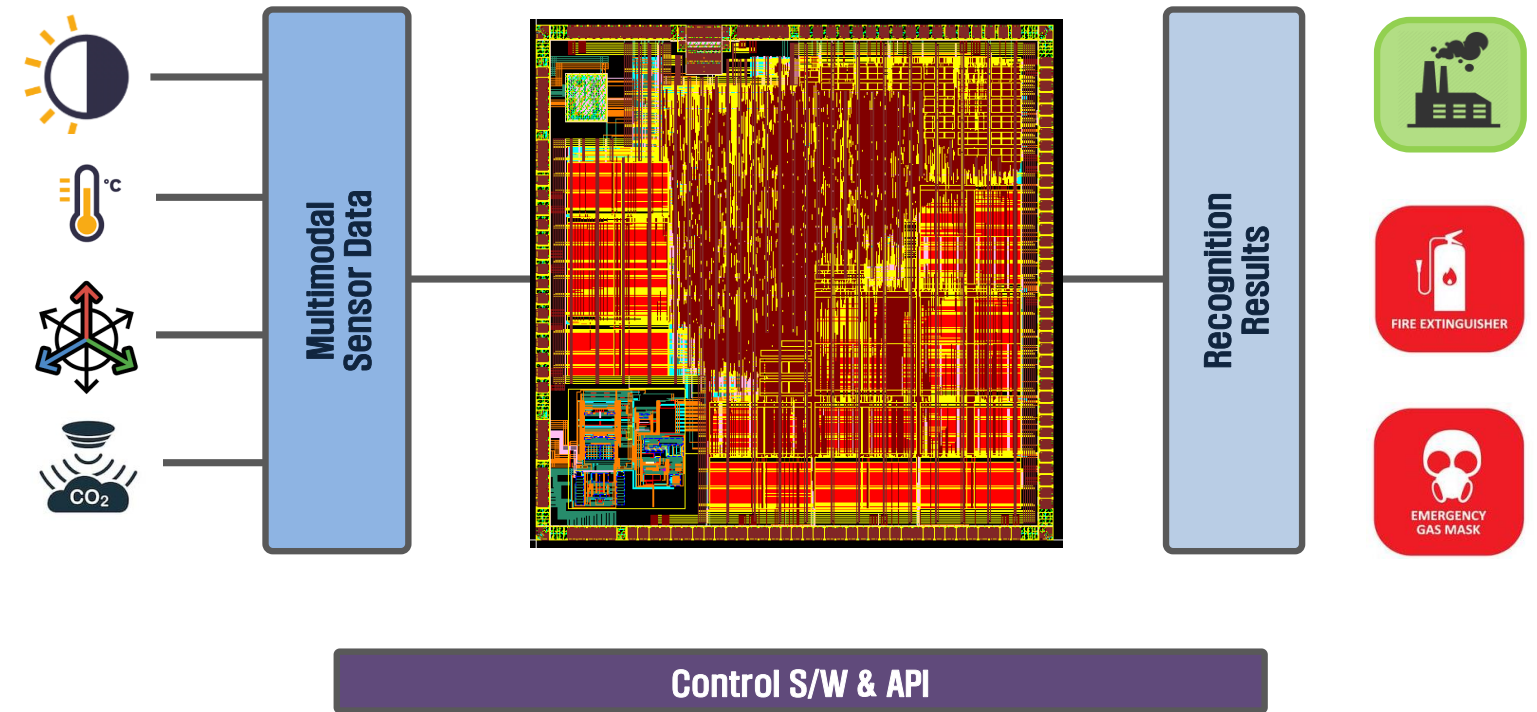 °C
CO₂
Multimodal
Sensor Data
Recognition
Results
FIRE EXTINGUISHER
EMERGENCY
GAS MASK
Control S/W & API